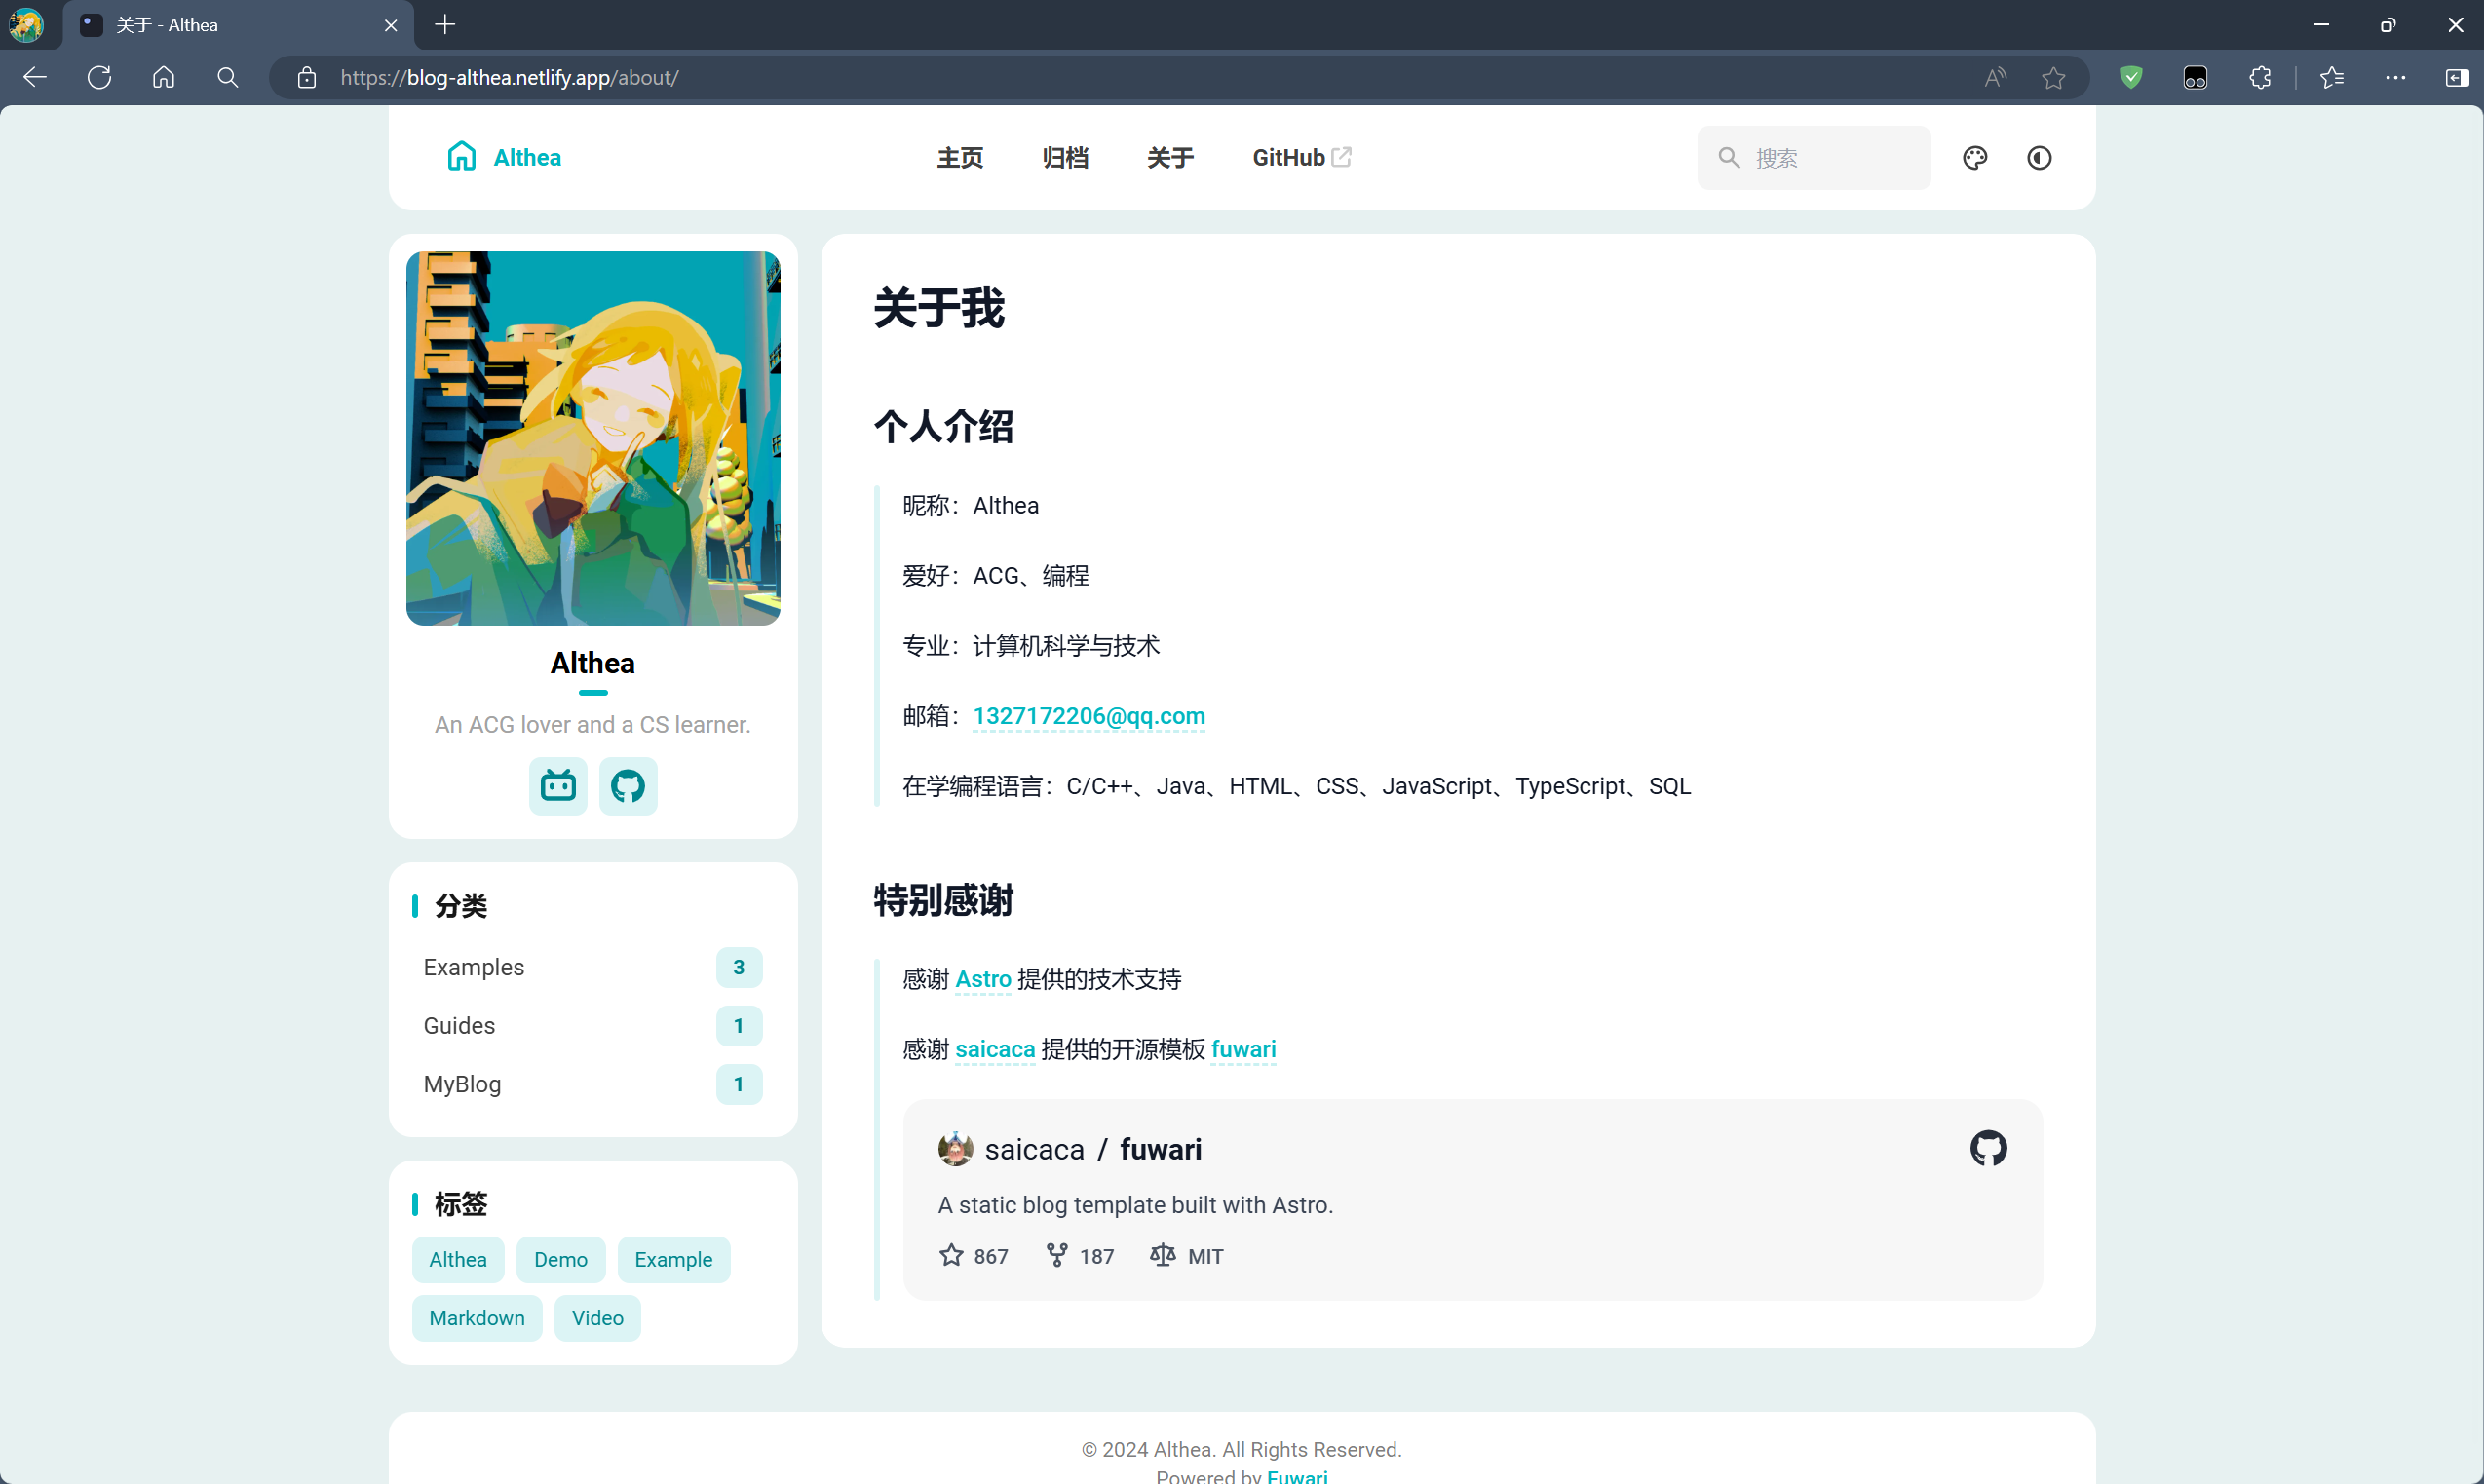 关于 - Althea
https://blog-althea.netlify.app/about/
Althea
主页
归档
关于
GitHub
搜索
Althea
An ACG lover and a CS learner.
分类
Examples 3
Guides 1
MyBlog 1
标签
Althea Demo Example
Markdown Video
关于我
个人介绍
昵称：Althea
爱好：ACG、编程
专业：计算机科学与技术
邮箱：1327172206@qq.com
在学编程语言：C/C++、Java、HTML、CSS、JavaScript、TypeScript、SQL
特别感谢
感谢 Astro 提供的技术支持
感谢 saicaca 提供的开源模板 fuwari
saicaca / fuwari
A static blog template built with Astro.
867 187 MIT
© 2024 Althea. All Rights Reserved.
Powered by Fuwari